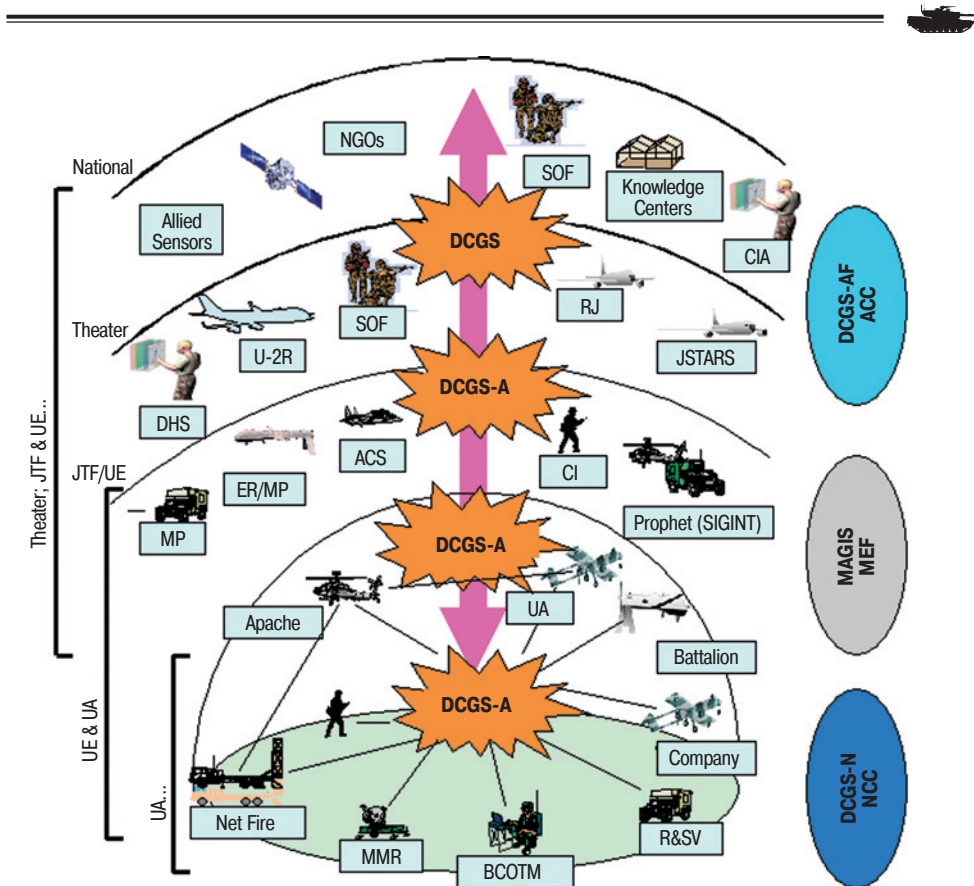 National
NGOs
SOF
Knowledge
Centers
Allied
Sensors
DCGS
CIA
DCGS-AF
ACC
Theater
U-2R
SOF
RJ
JSTARS
DHS
DCGS-A
Theater; JTF & UE...
JTF/UE
ER/MP
ACS
CI
MP
Prophet (SIGINT)
DCGS-A
MAGIS
MEF
Apache
UA
Battalion
UE & UA
DCGS-A
Company
UA...
Net Fire
MMR
BCOTM
R&SV
DCGS-N
NCC